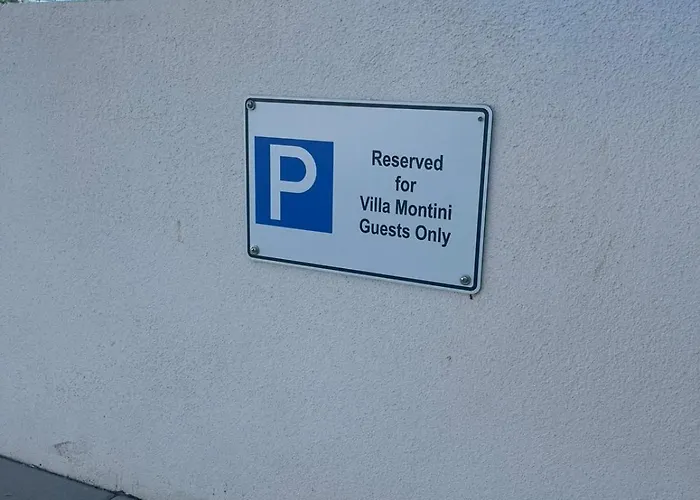 P
Reserved
for
Villa Montini
Guests Only